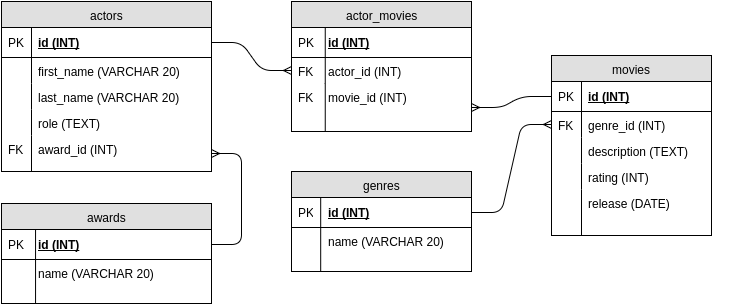 actors
PK id (INT)
first_name (VARCHAR 20)
last_name (VARCHAR 20)
role (TEXT)
FK award_id (INT)
awards
PK id (INT)
name (VARCHAR 20)
actor_movies
PK id (INT)
FK actor_id (INT)
FK movie_id (INT)
genres
PK id (INT)
name (VARCHAR 20)
movies
PK id (INT)
FK genre_id (INT)
description (TEXT)
rating (INT)
release (DATE)